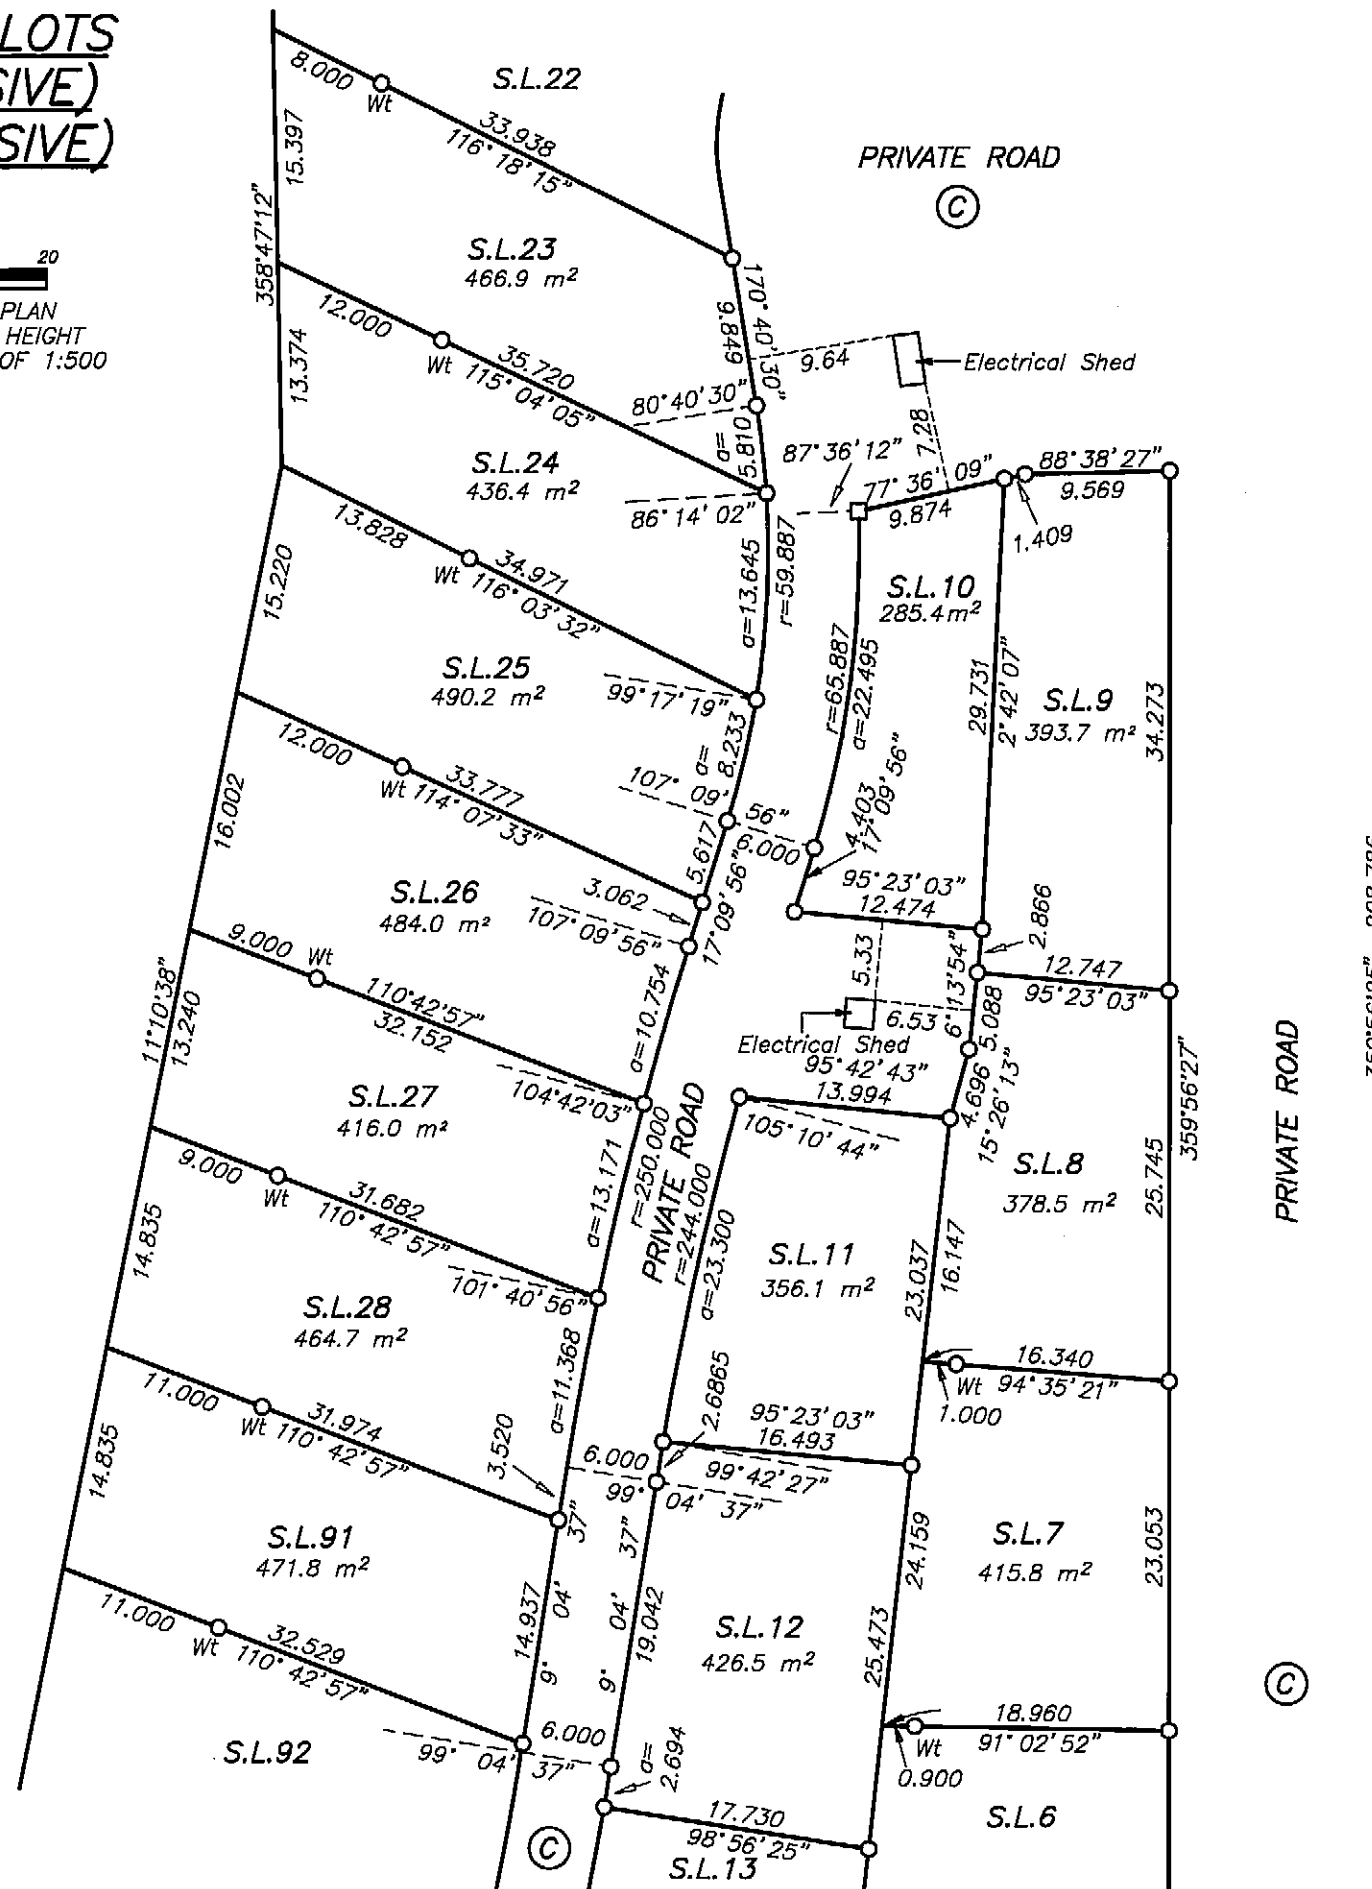 LOTS
SIVE)
SIVE)
20
PLAN
HEIGHT
OF 1:500
8.000
Wt
S.L.22
33.938
116°18'15"
15.397
358°47'12"
PRIVATE ROAD
C
S.L.23
466.9 m²
12.000
Wt
35.720
115°04'05"
13.374
170°40'30"
9.849
9.64
Electrical Shed
7.28
80°40'30"
a=
5.810
87°36'12"
77°36'09"
9.874
88°38'27"
9.569
1.409
S.L.24
436.4 m²
86°14'02"
13.828
Wt
34.971
116°03'32"
a=13.645
r=59.887
15.220
S.L.10
285.4m²
r=65.887
a=22.495
29.731
2°42'07"
S.L.9
393.7 m²
34.273
S.L.25
490.2 m²
99°17'19"
a=
8.233
12.000
Wt
33.777
114°07'33"
107°09'56"
6.000
4.403
17°09'56"
16.002
5.617
17°09'56"
3.062
95°23'03"
12.474
2.866
S.L.26
484.0 m²
107°09'56"
9.000
Wt
110°42'57"
32.152
5.33
6°13'54"
12.747
95°23'03"
6.53
5.088
Electrical Shed
11°10'38"
13.240
a=10.754
95°42'43"
13.994
4.696
15°26'13"
359°56'27"
PRIVATE ROAD
S.L.27
416.0 m²
104°42'03"
105°10'44"
9.000
Wt
31.682
110°42'57"
a=13.171
r=250.000
PRIVATE ROAD
r=244.000
a=23.300
S.L.8
378.5 m²
25.745
14.835
S.L.11
356.1 m²
23.037
16.147
101°40'56"
S.L.28
464.7 m²
11.000
Wt
31.974
110°42'57"
a=11.368
3.520
2.6865
16.340
Wt
94°35'21"
1.000
14.835
6.000
99°04'37"
95°23'03"
16.493
99°42'27"
S.L.91
471.8 m²
24.159
S.L.7
415.8 m²
23.053
11.000
Wt
32.529
110°42'57"
14.937
9°04'37"
9°04'37"
19.042
S.L.12
426.5 m²
25.473
C
S.L.92
99°04'37"
6.000
a=
2.694
18.960
Wt
91°02'52"
0.900
C
17.730
98°56'25"
S.L.13
S.L.6